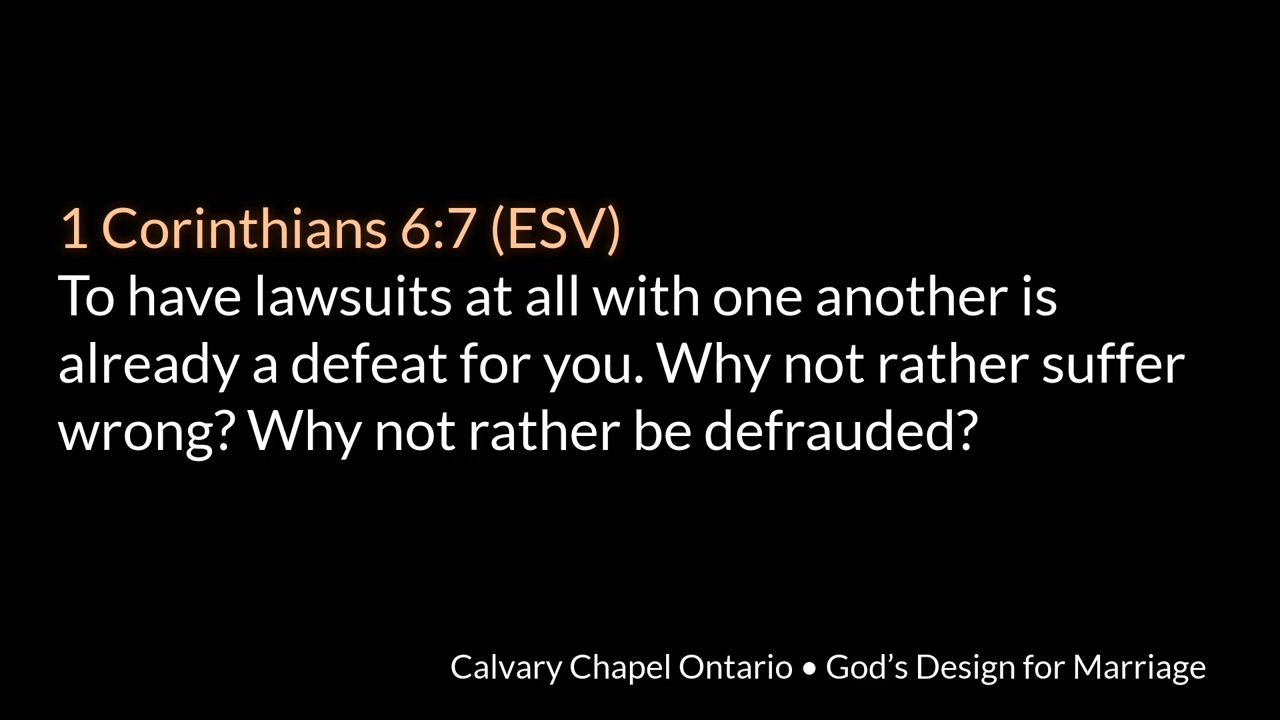 1 Corinthians 6:7 (ESV)
To have lawsuits at all with one another is
already a defeat for you. Why not rather suffer
wrong? Why not rather be defrauded?
Calvary Chapel Ontario • God’s Design for Marriage